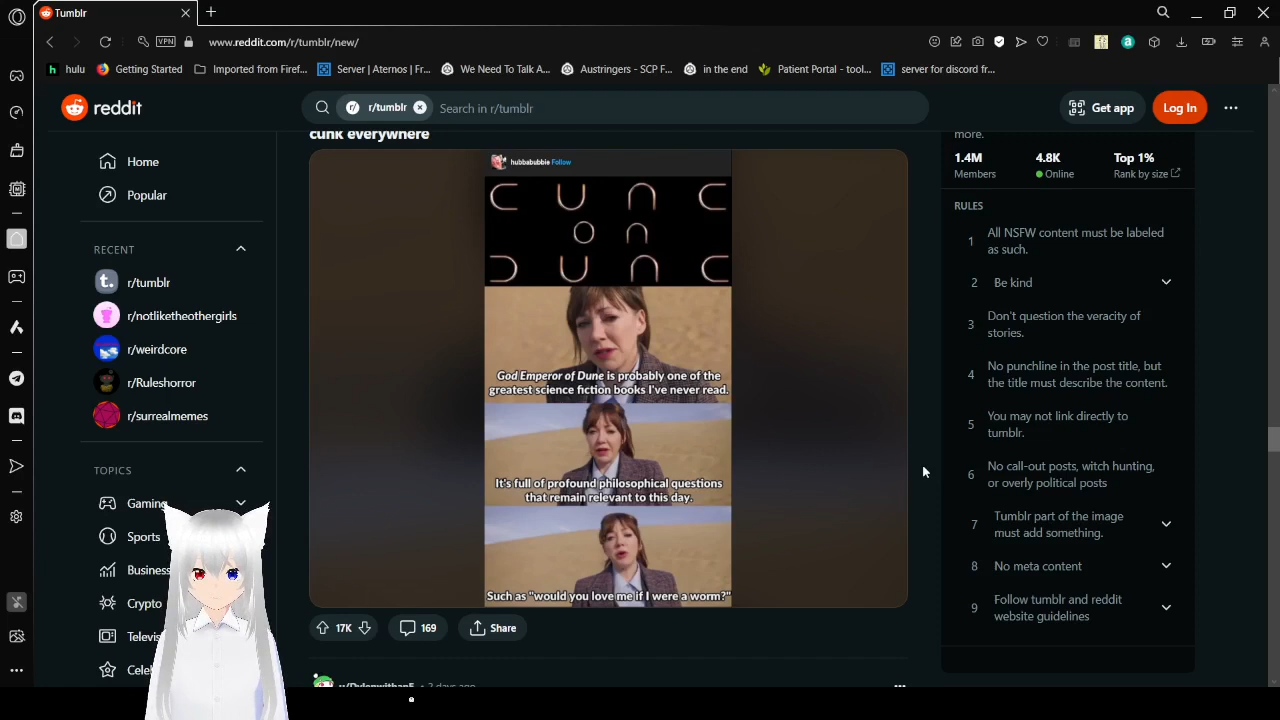 Tumblr
VPN
www.reddit.com/r/tumblr/new/
hulu
Getting Started
Imported from Firef...
Server | Aternos | Fr...
We Need To Talk A...
Austringers - SCP F...
in the end
Patient Portal - tool...
server for discord fr...
reddit
r/
r/tumblr
Search in r/tumblr
Get app
Log In
Home
Popular
RECENT
r/tumblr
r/notliketheothergirls
r/weirdcore
r/Ruleshorror
r/surrealmemes
TOPICS
Gaming
Sports
Business
Crypto
Televis
Celeb
cunk everywhere
hubbabubbie Follow
⊂ ∪ ∩ ⊂
O ∩
⊃ ∪ ∩ ⊂
God Emperor of Dune is probably one of the
greatest science fiction books I've never read.
It's full of profound philosophical questions
that remain relevant to this day.
Such as "would you love me if I were a worm?"
17K
169
Share
u/DylenwithanE
2 days ago
more.
1.4M
Members
4.8K
Online
Top 1%
Rank by size
RULES
1
All NSFW content must be labeled
as such.
2
Be kind
3
Don't question the veracity of
stories.
4
No punchline in the post title, but
the title must describe the content.
5
You may not link directly to
tumblr.
6
No call-out posts, witch hunting,
or overly political posts
7
Tumblr part of the image
must add something.
8
No meta content
9
Follow tumblr and reddit
website guidelines